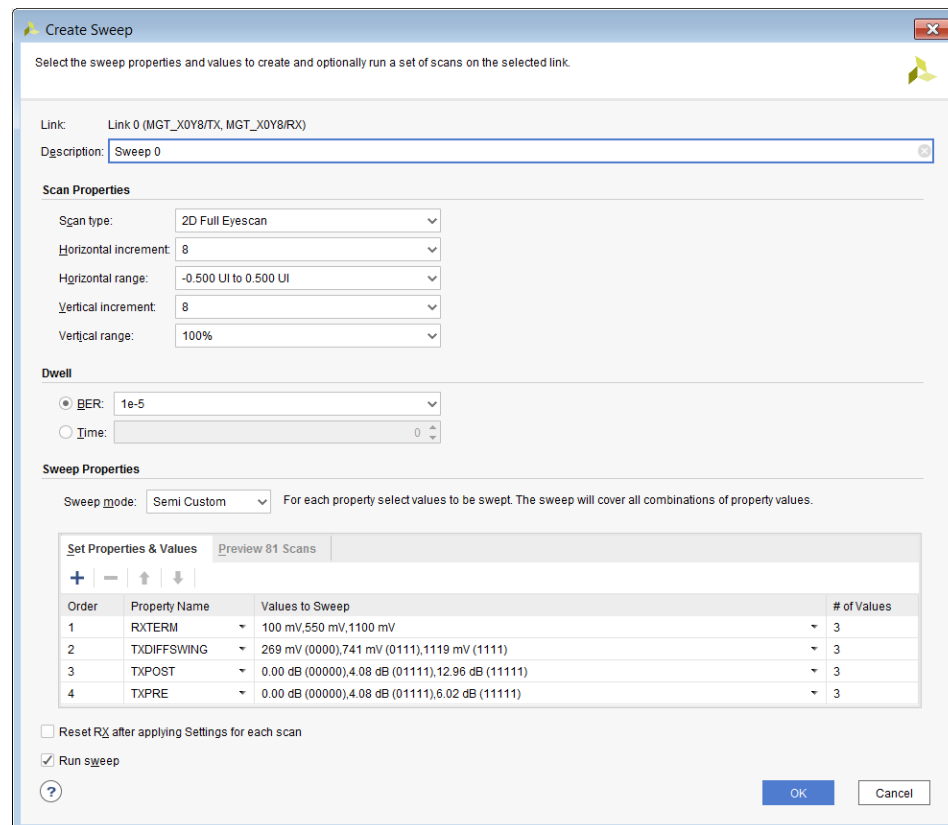 Create Sweep
Select the sweep properties and values to create and optionally run a set of scans on the selected link.
Link: Link 0 (MGT_X0Y8/TX, MGT_X0Y8/RX)
Description: Sweep 0
Scan Properties
Scan type: 2D Full Eyescan
Horizontal increment: 8
Horizontal range: -0.500 UI to 0.500 UI
Vertical increment: 8
Vertical range: 100%
Dwell
BER: 1e-5
Time: 0
Sweep Properties
Sweep mode: Semi Custom For each property select values to be swept. The sweep will cover all combinations of property values.
Set Properties & Values Preview 81 Scans
Order Property Name Values to Sweep # of Values
1 RXTERM 100 mV,550 mV,1100 mV 3
2 TXDIFFSWING 269 mV (0000),741 mV (0111),1119 mV (1111) 3
3 TXPOST 0.00 dB (00000),4.08 dB (01111),12.96 dB (11111) 3
4 TXPRE 0.00 dB (00000),4.08 dB (01111),6.02 dB (11111) 3
Reset RX after applying Settings for each scan
Run sweep
? OK Cancel